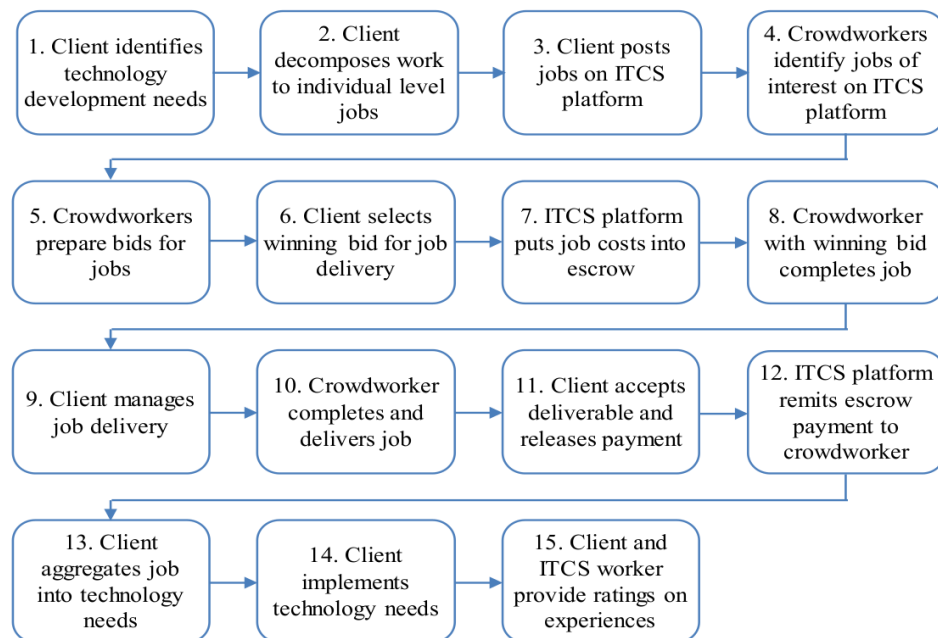 1. Client identifies
technology
development needs
2. Client
decomposes work
to individual level
jobs
3. Client posts
jobs on ITCS
platform
4. Crowdworkers
identify jobs of
interest on ITCS
platform
5. Crowdworkers
prepare bids for
jobs
6. Client selects
winning bid for job
delivery
7. ITCS platform
puts job costs into
escrow
8. Crowdworker
with winning bid
completes job
9. Client manages
job delivery
10. Crowdworker
completes and
delivers job
11. Client accepts
deliverable and
releases payment
12. ITCS platform
remits escrow
payment to
crowdworker
13. Client
aggregates job
into technology
needs
14. Client
implements
technology needs
15. Client and
ITCS worker
provide ratings on
experiences